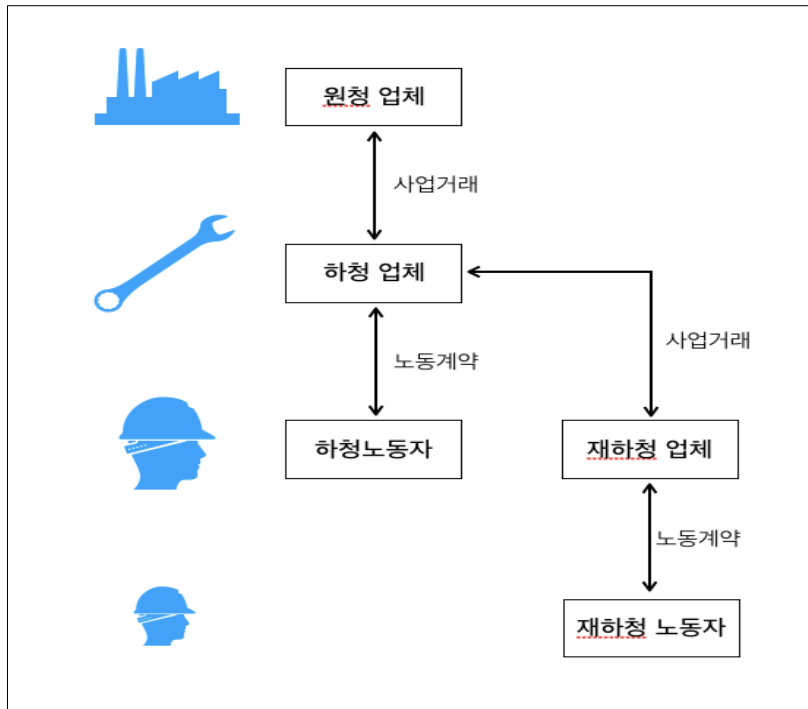 원청 업체
사업거래
하청 업체
사업거래
노동계약
하청노동자
재하청 업체
노동계약
재하청 노동자